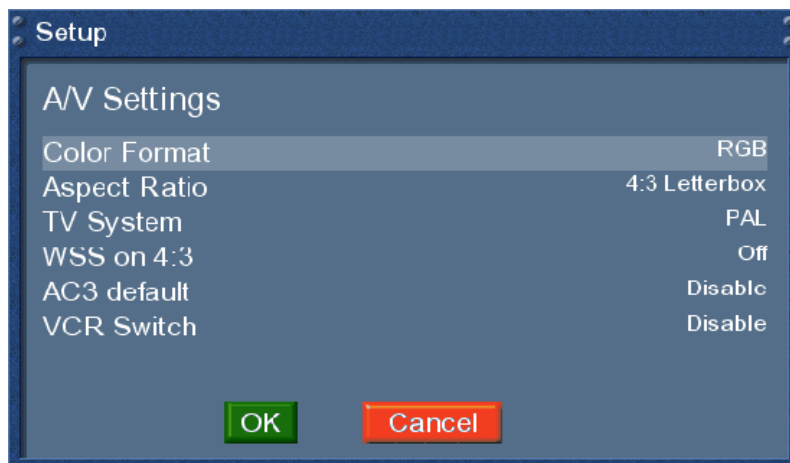 Setup
A/V Settings
Color Format RGB
Aspect Ratio 4:3 Letterbox
TV System PAL
WSS on 4:3 Off
AC3 default Disable
VCR Switch Disable
OK Cancel